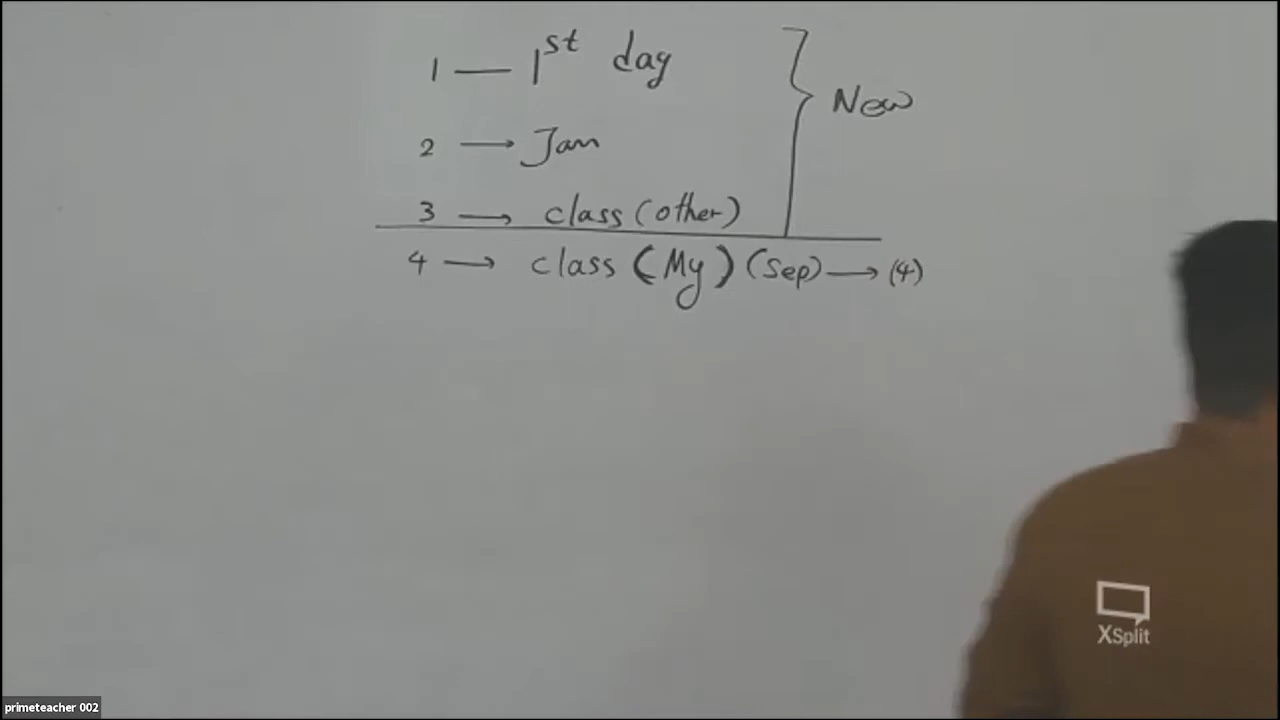 1 — 1st day
2 → Jan
3 → class (other)
} New
4 → class (My) (Sep) → (4)
XSplit
primeteacher 002